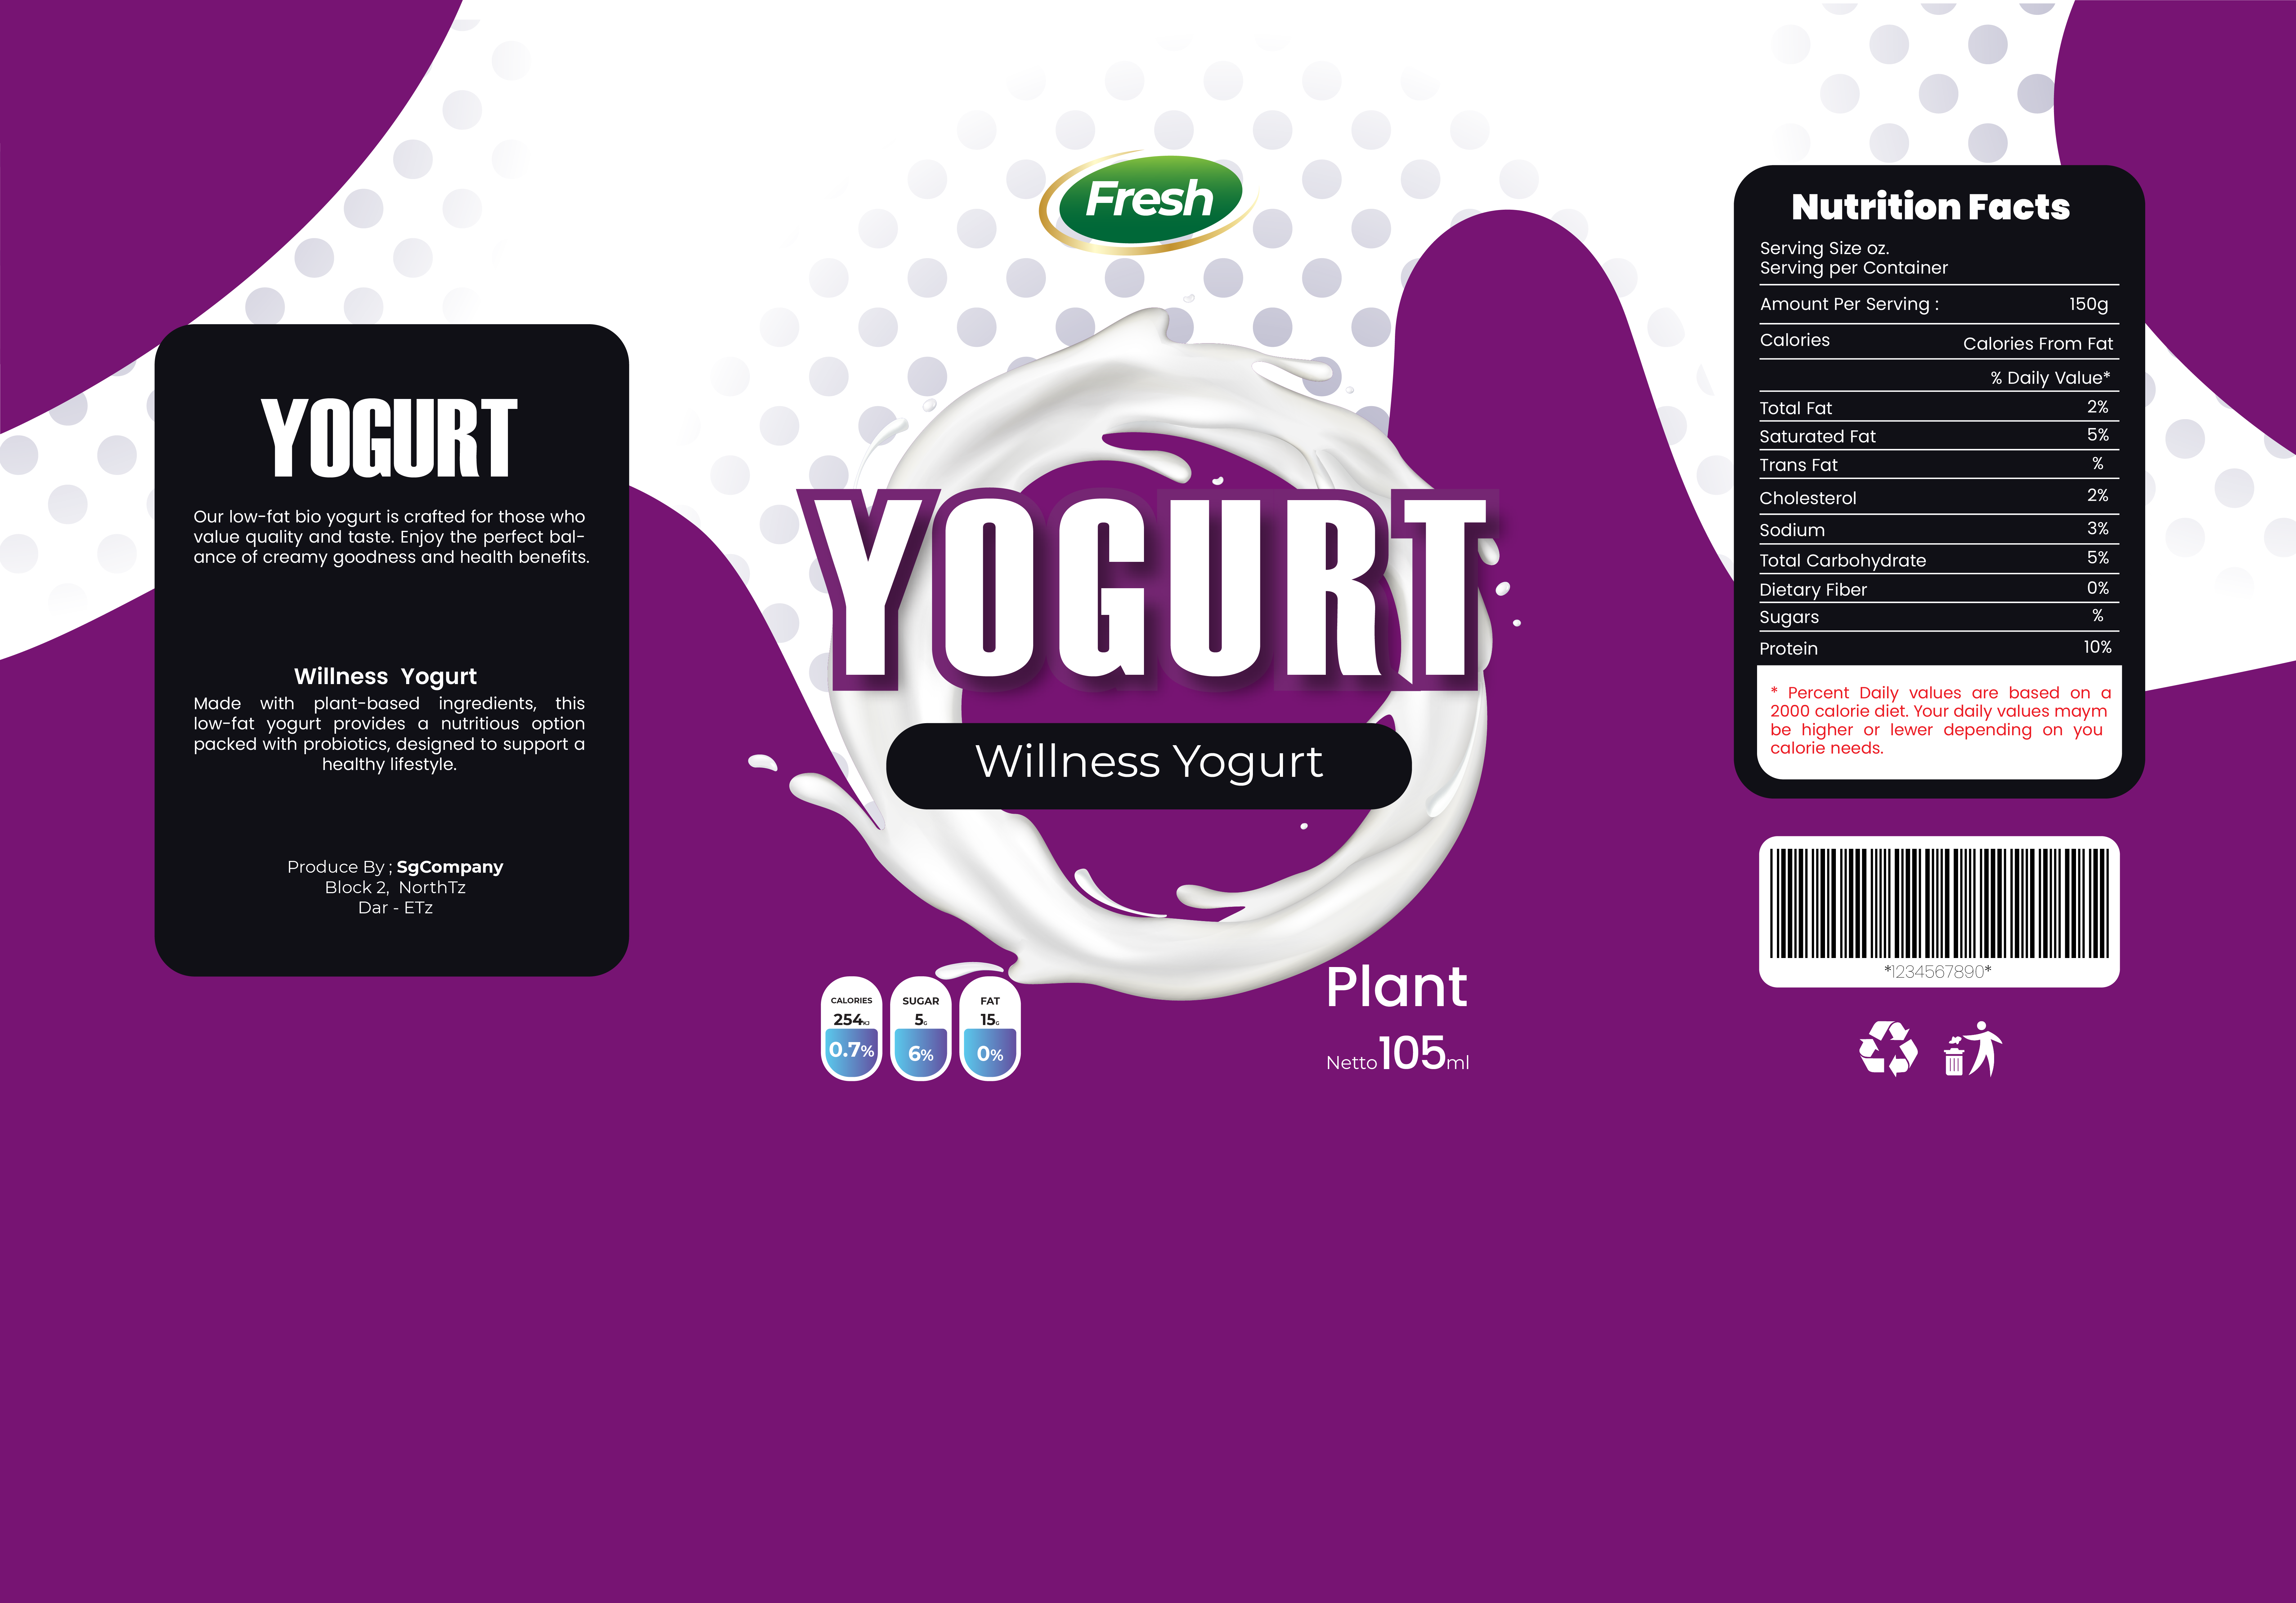 YOGURT
Our low-fat bio yogurt is crafted for those who
value quality and taste. Enjoy the perfect bal-
ance of creamy goodness and health benefits.
Willness Yogurt
Made with plant-based ingredients, this
low-fat yogurt provides a nutritious option
packed with probiotics, designed to support a
healthy lifestyle.
Produce By ; SgCompany
Block 2, NorthTz
Dar - ETz
Fresh
YOGURT
Willness Yogurt
CALORIES
254KJ
0.7%
SUGAR
5G
6%
FAT
15G
0%
Plant
Netto 105ml
Nutrition Facts
Serving Size oz.
Serving per Container
Amount Per Serving : 150g
Calories Calories From Fat
% Daily Value*
Total Fat 2%
Saturated Fat 5%
Trans Fat %
Cholesterol 2%
Sodium 3%
Total Carbohydrate 5%
Dietary Fiber 0%
Sugars %
Protein 10%
* Percent Daily values are based on a
2000 calorie diet. Your daily values maym
be higher or lewer depending on you
calorie needs.
*1234567890*